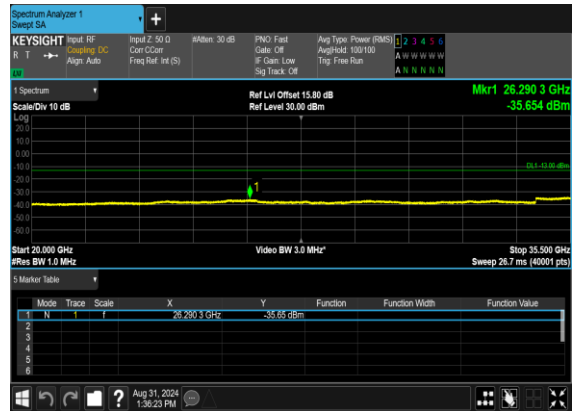 Spectrum Analyzer 1
Swept SA
+
KEYSIGHT Input: RF Input Z: 50 Ω #Atten: 30 dB PNO: Fast Avg Type: Power (RMS) 1 2 3 4 5 6
R T Coupling: DC Corr CCorr Gate: Off Avg|Hold: 100/100 A W W W W W
Align: Auto Freq Ref: Int (S) IF Gain: Low Trig: Free Run
Sig Track: Off A N N N N N
1 Spectrum Ref Lvl Offset 15.80 dB Mkr1 26.290 3 GHz
Scale/Div 10 dB Ref Level 30.00 dBm -35.654 dBm
Log
20.0
10.0
0.00
-10.0 DL1 -13.00 dBm
-20.0
-30.0 1
-40.0
-50.0
-60.0
Start 20.000 GHz Video BW 3.0 MHz* Stop 35.500 GHz
#Res BW 1.0 MHz Sweep 26.7 ms (40001 pts)
5 Marker Table
Mode Trace Scale X Y Function Function Width Function Value
1 N 1 f 26.290 3 GHz -35.65 dBm
2
3
4
5
6
? Aug 31, 2024
1:36:23 PM